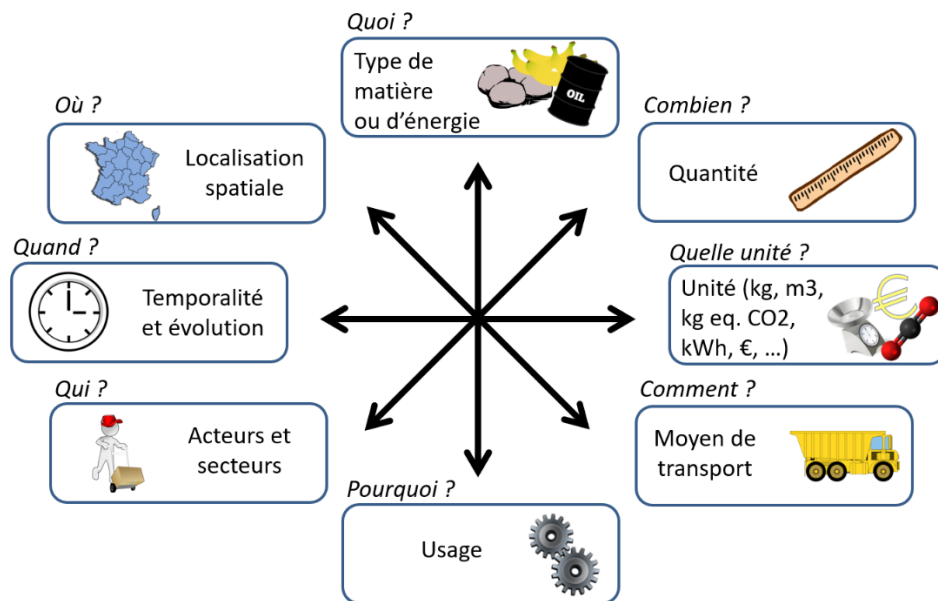 Quoi ?
Type de
matière
ou d'énergie
OIL
Combien ?
Quantité
Quelle unité ?
Unité (kg, m3,
kg eq. CO2,
kWh, €, ...)
€
Comment ?
Moyen de
transport
Pourquoi ?
Usage
Qui ?
Acteurs et
secteurs
Quand ?
Temporalité
et évolution
Où ?
Localisation
spatiale